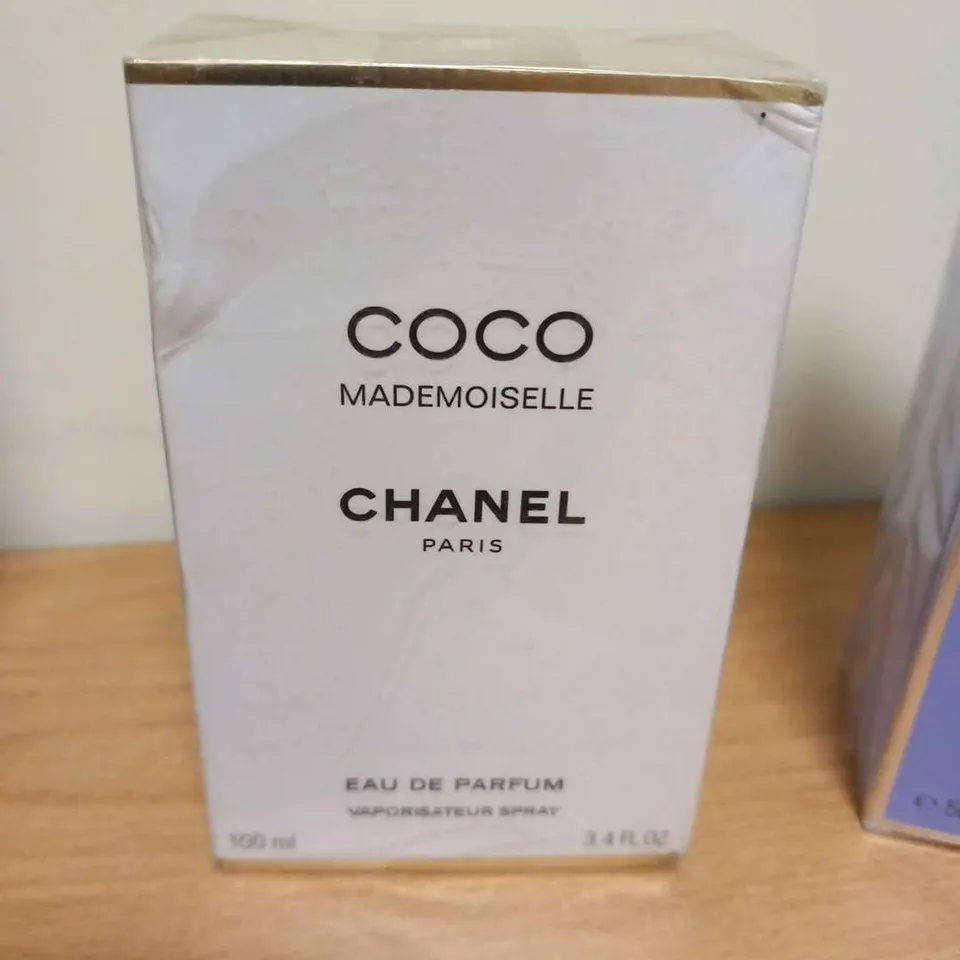 COCO
MADEMOISELLE
CHANEL
PARIS
EAU DE PARFUM
VAPORISATEUR SPRAY
100 ml
3.4 FL.OZ